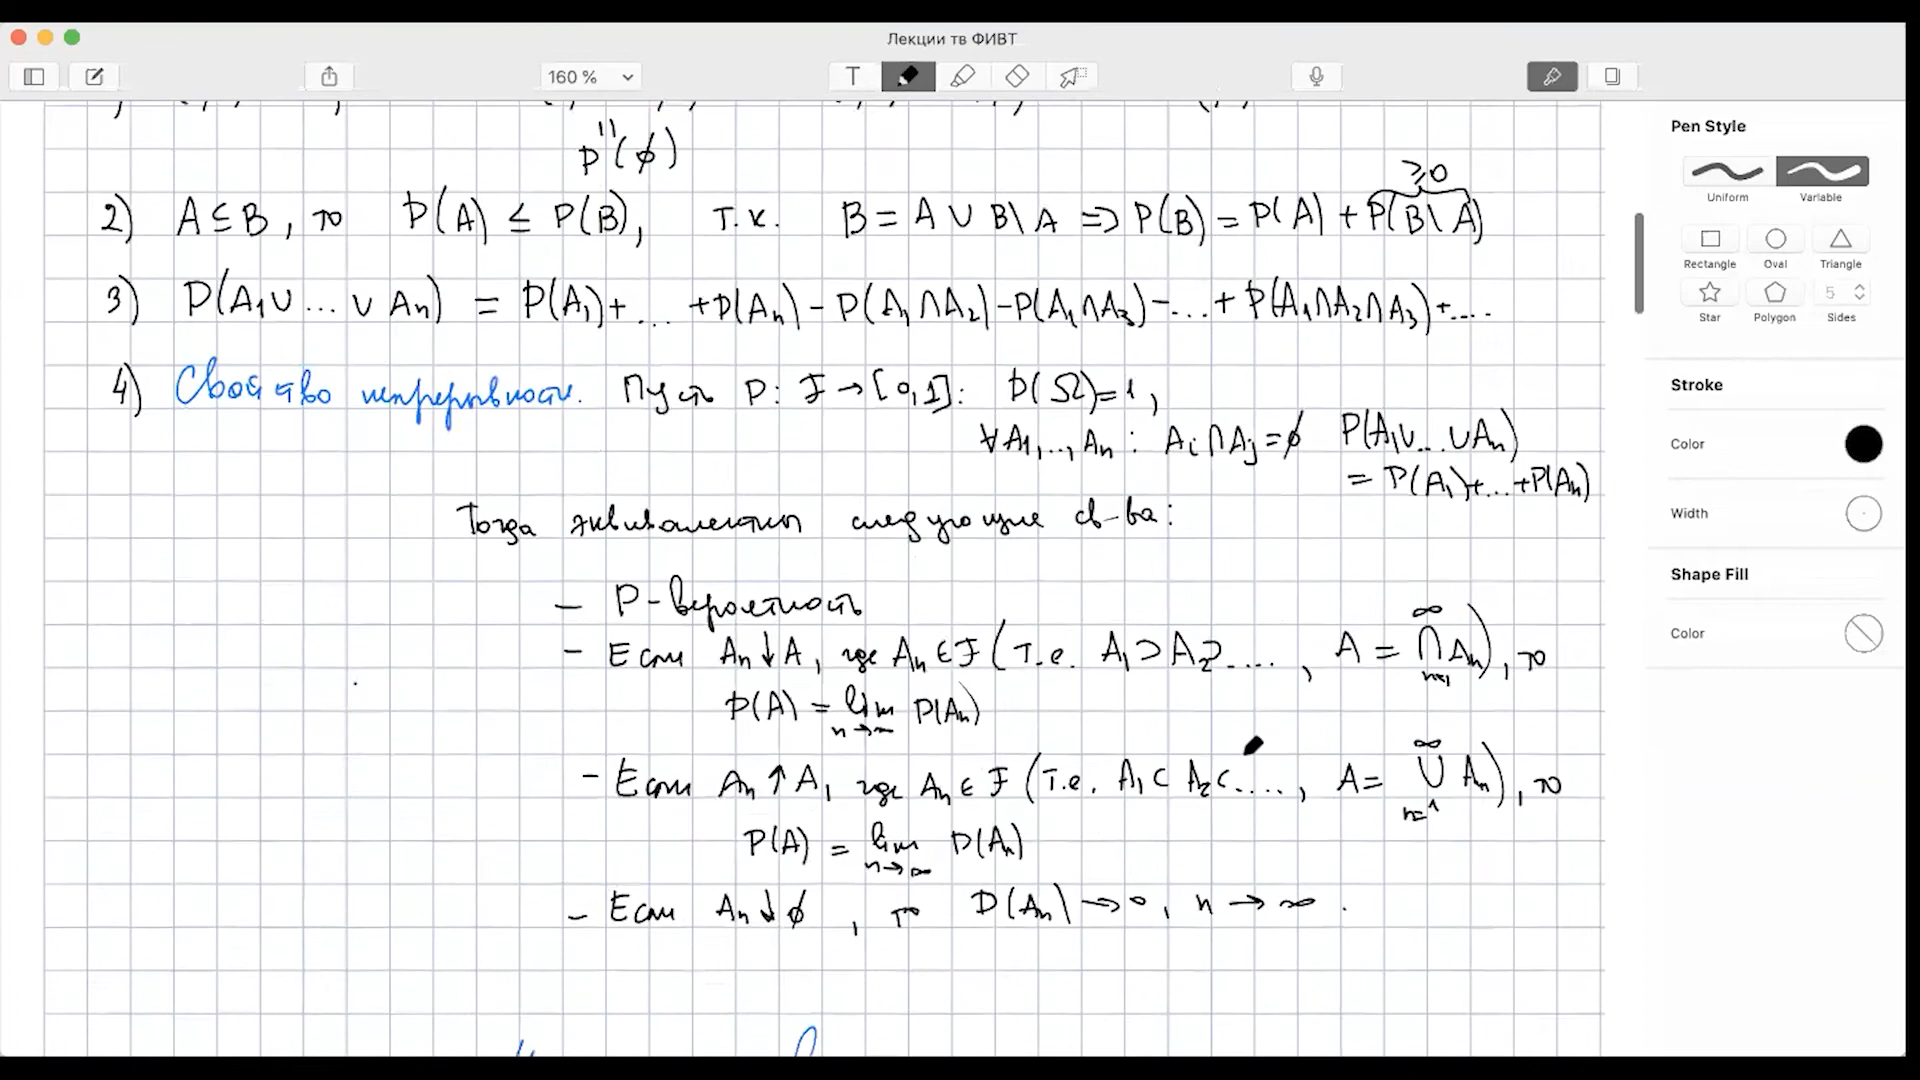 Лекции тв ФИВТ
160 %
T
P(∅)
2) A ⊆ B, то P(A) ≤ P(B), т.к. B = A ∪ B\A ⇒ P(B) = P(A) + P(B\A)
≥0
3) P(A₁∪...∪Aₙ) = P(A₁)+...+P(Aₙ)-P(A₁∩A₂)-P(A₁∩A₃)-...+P(A₁∩A₂∩A₃)+....
4) Свойство непрерывности. Пусть P: F → [0,1]: P(Ω)=1,
∀A₁,..,Aₙ: Aᵢ∩Aⱼ=∅ P(A₁∪...∪Aₙ)
= P(A₁)+...+P(Aₙ)
Тогда эквивалентны следующие св-ва:
- P-вероятность
- Если Aₙ↓A, где Aₙ∈F (т.е. A₁⊃A₂⊇...., A = ⋂ₙ₌₁^∞ Aₙ), то
P(A) = lim n→∞ P(Aₙ)
- Если Aₙ↑A, где Aₙ∈F (т.е. A₁⊂A₂⊂...., A = ⋃ₙ₌₁^∞ Aₙ), то
P(A) = lim n→∞ P(Aₙ)
- Если Aₙ↓∅, то P(Aₙ)→0, n→∞.
Pen Style
Uniform Variable
Rectangle Oval Triangle
5
Star Polygon Sides
Stroke
Color
Width
Shape Fill
Color